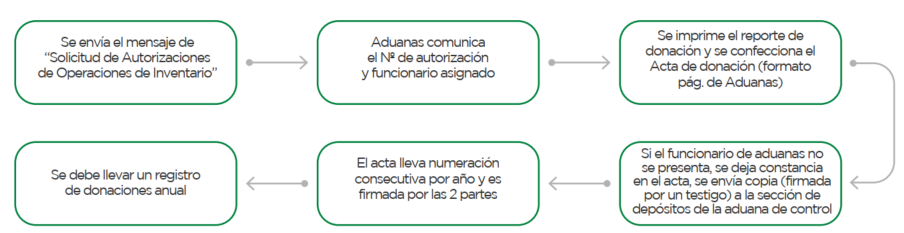 Se envía el mensaje de
“Solicitud de Autorizaciones
de Operaciones de Inventario”
Aduanas comunica
el Nº de autorización
y funcionario asignado
Se imprime el reporte de
donación y se confecciona el
Acta de donación (formato
pág. de Aduanas)
Si el funcionario de aduanas no
se presenta, se deja constancia
en el acta, se envía copia (firmada
por un testigo) a la sección de
depósitos de la aduana de control
El acta lleva numeración
consecutiva por año y es
firmada por las 2 partes
Se debe llevar un registro
de donaciones anual